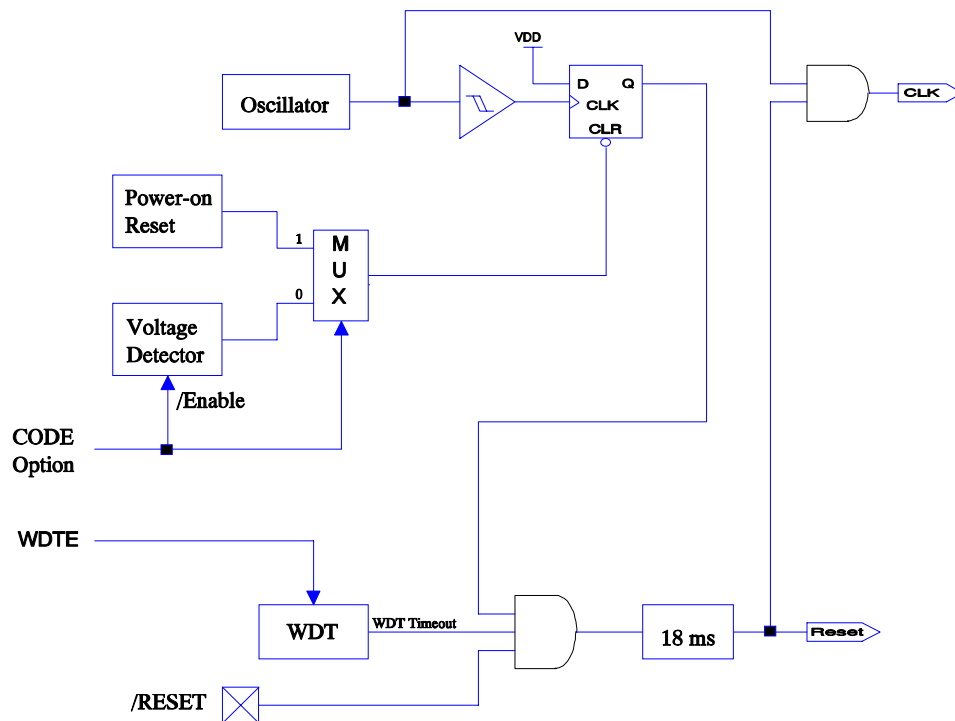 VDD
Oscillator
D Q
CLK
CLR
CLK
Power-on
Reset
1
M
U
X
0
Voltage
Detector
/Enable
CODE
Option
WDTE
WDT
WDT Timeout
18 ms
Reset
/RESET